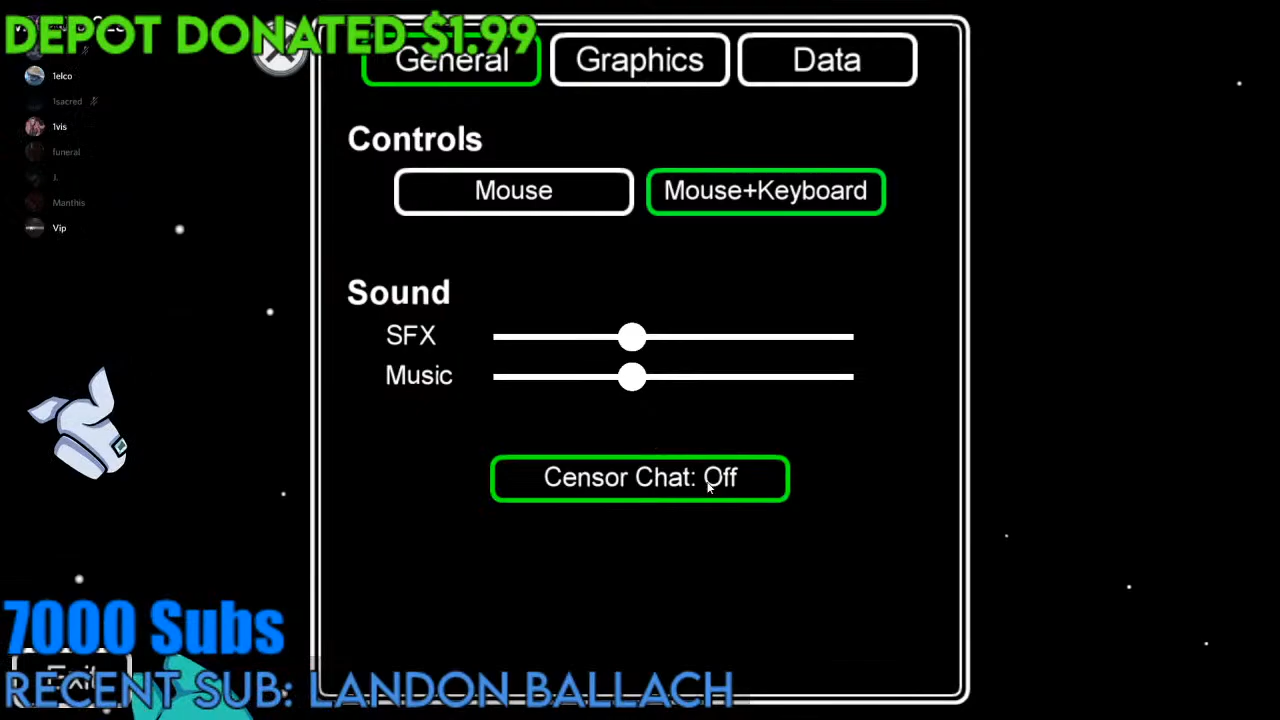 DEPOT DONATED $1.99
1elco
1sacred
1vis
funeral
J.
Manthis
Vip
General
Graphics
Data
Controls
Mouse
Mouse+Keyboard
Sound
SFX
Music
Censor Chat: Off
7000 Subs
Exit
RECENT SUB: LANDON BALLACH